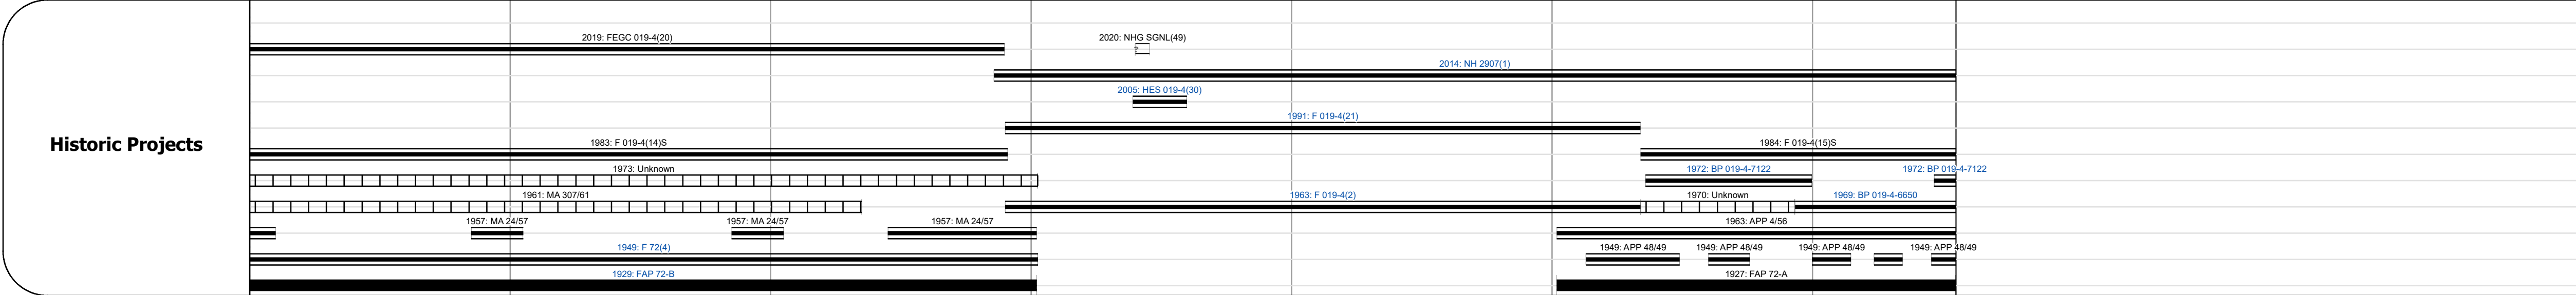 Historic Projects
2019: FEGC 019-4(20)
2020: NHG SGNL(49)
?
2014: NH 2907(1)
2005: HES 019-4(30)
1991: F 019-4(21)
1983: F 019-4(14)S
1984: F 019-4(15)S
1973: Unknown
1972: BP 019-4-7122
1972: BP 019-4-7122
1961: MA 307/61
1963: F 019-4(2)
1970: Unknown
1969: BP 019-4-6650
1957: MA 24/57
1957: MA 24/57
1957: MA 24/57
1963: APP 4/56
1949: F 72(4)
1949: APP 48/49
1949: APP 48/49
1949: APP 48/49
1949: APP 48/49
1929: FAP 72-B
1927: FAP 72-A